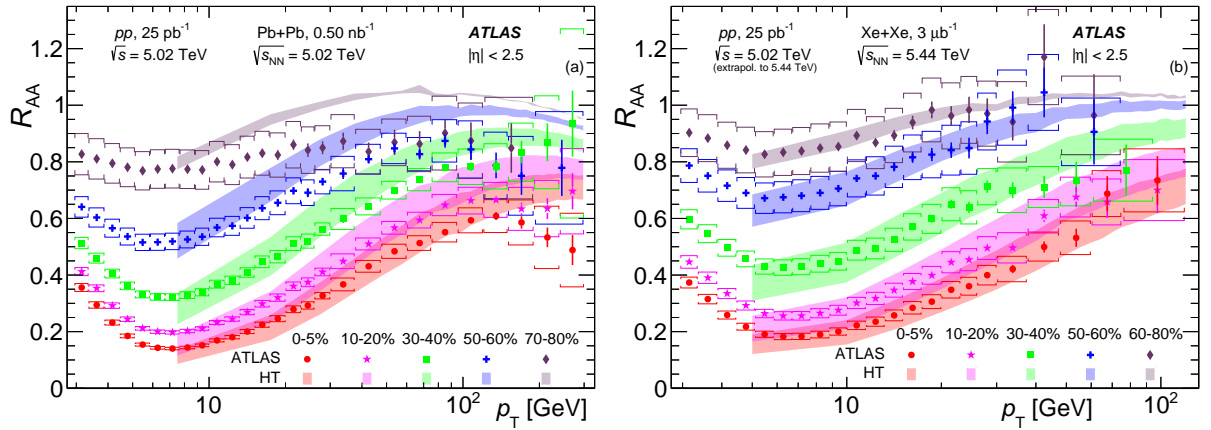 pp, 25 pb⁻¹ Pb+Pb, 0.50 nb⁻¹ ATLAS
√s = 5.02 TeV √sNN = 5.02 TeV |η| < 2.5
(a)
RAA
1.2
1
0.8
0.6
0.4
0.2
0
0-5% 10-20% 30-40% 50-60% 70-80%
ATLAS
HT
10 10²
pT [GeV]
pp, 25 pb⁻¹ Xe+Xe, 3 μb⁻¹ ATLAS
√s = 5.02 TeV √sNN = 5.44 TeV |η| < 2.5
(extrapol. to 5.44 TeV)
(b)
RAA
1.2
1
0.8
0.6
0.4
0.2
0
0-5% 10-20% 30-40% 50-60% 60-80%
ATLAS
HT
10 10²
pT [GeV]